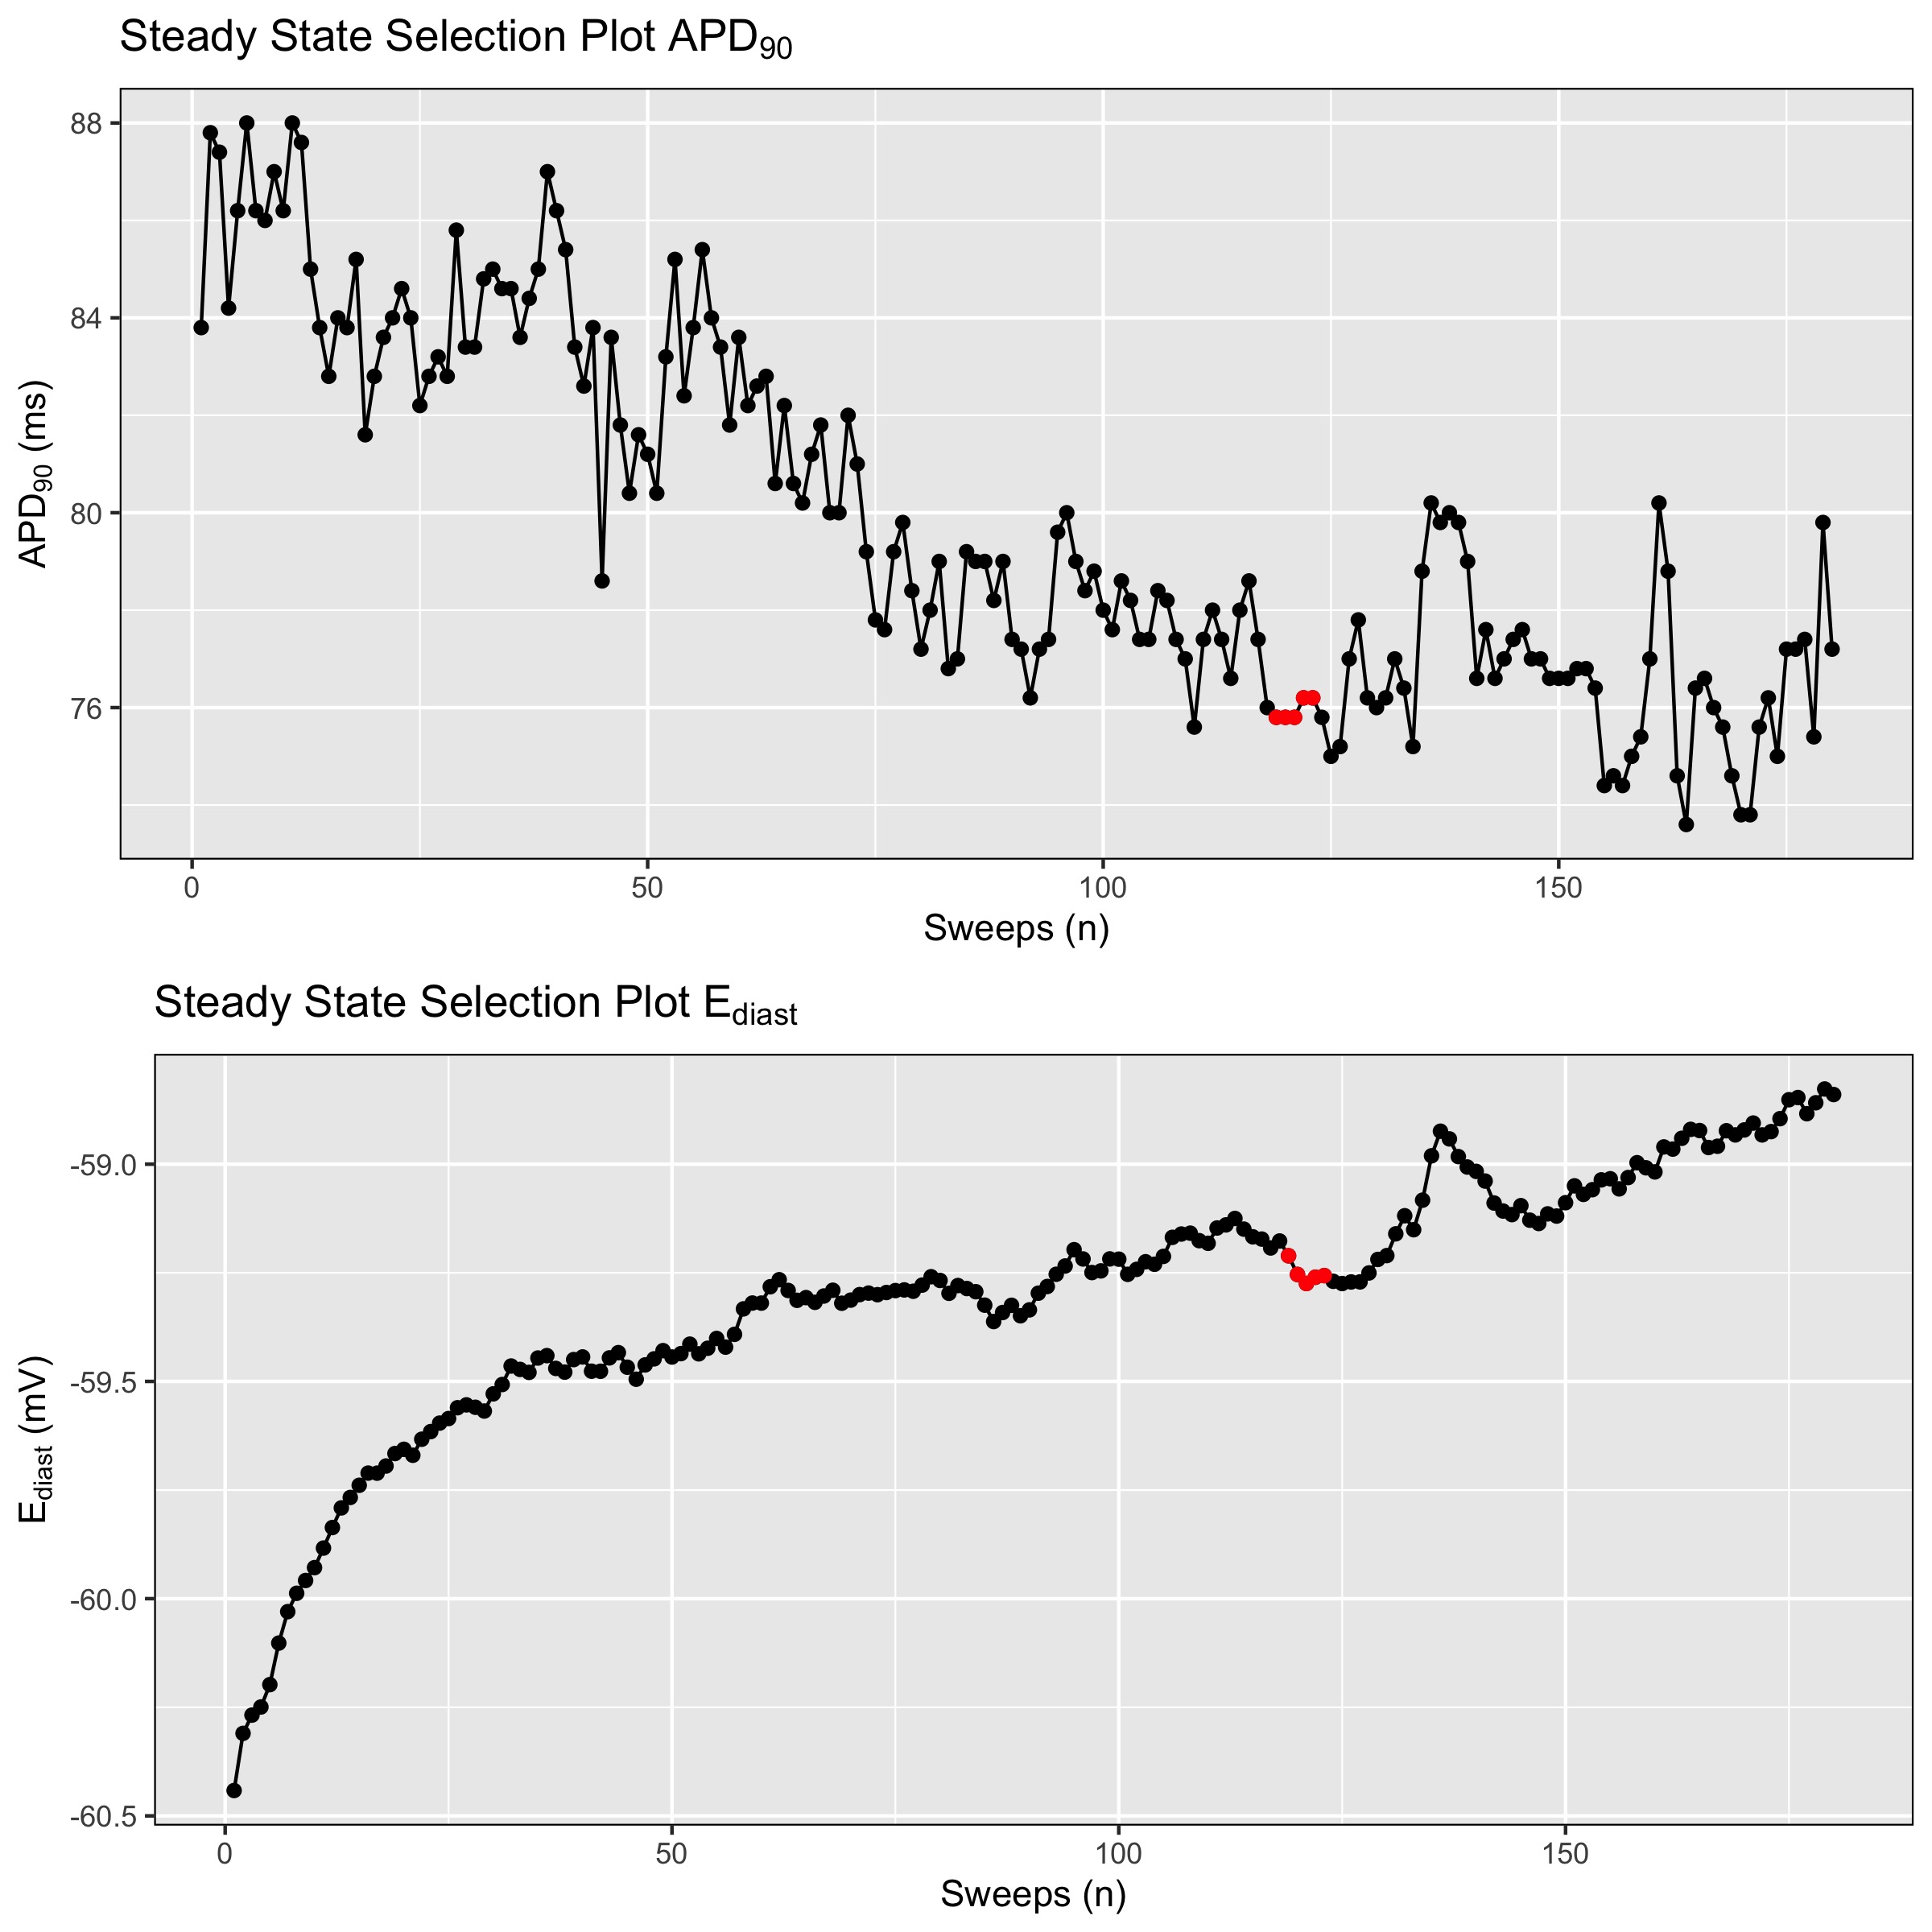 Steady State Selection Plot APD90
88
84
80
76
APD90 (ms)
0 50 100 150
Sweeps (n)
Steady State Selection Plot Ediast
-59.0
-59.5
-60.0
-60.5
Ediast (mV)
0 50 100 150
Sweeps (n)